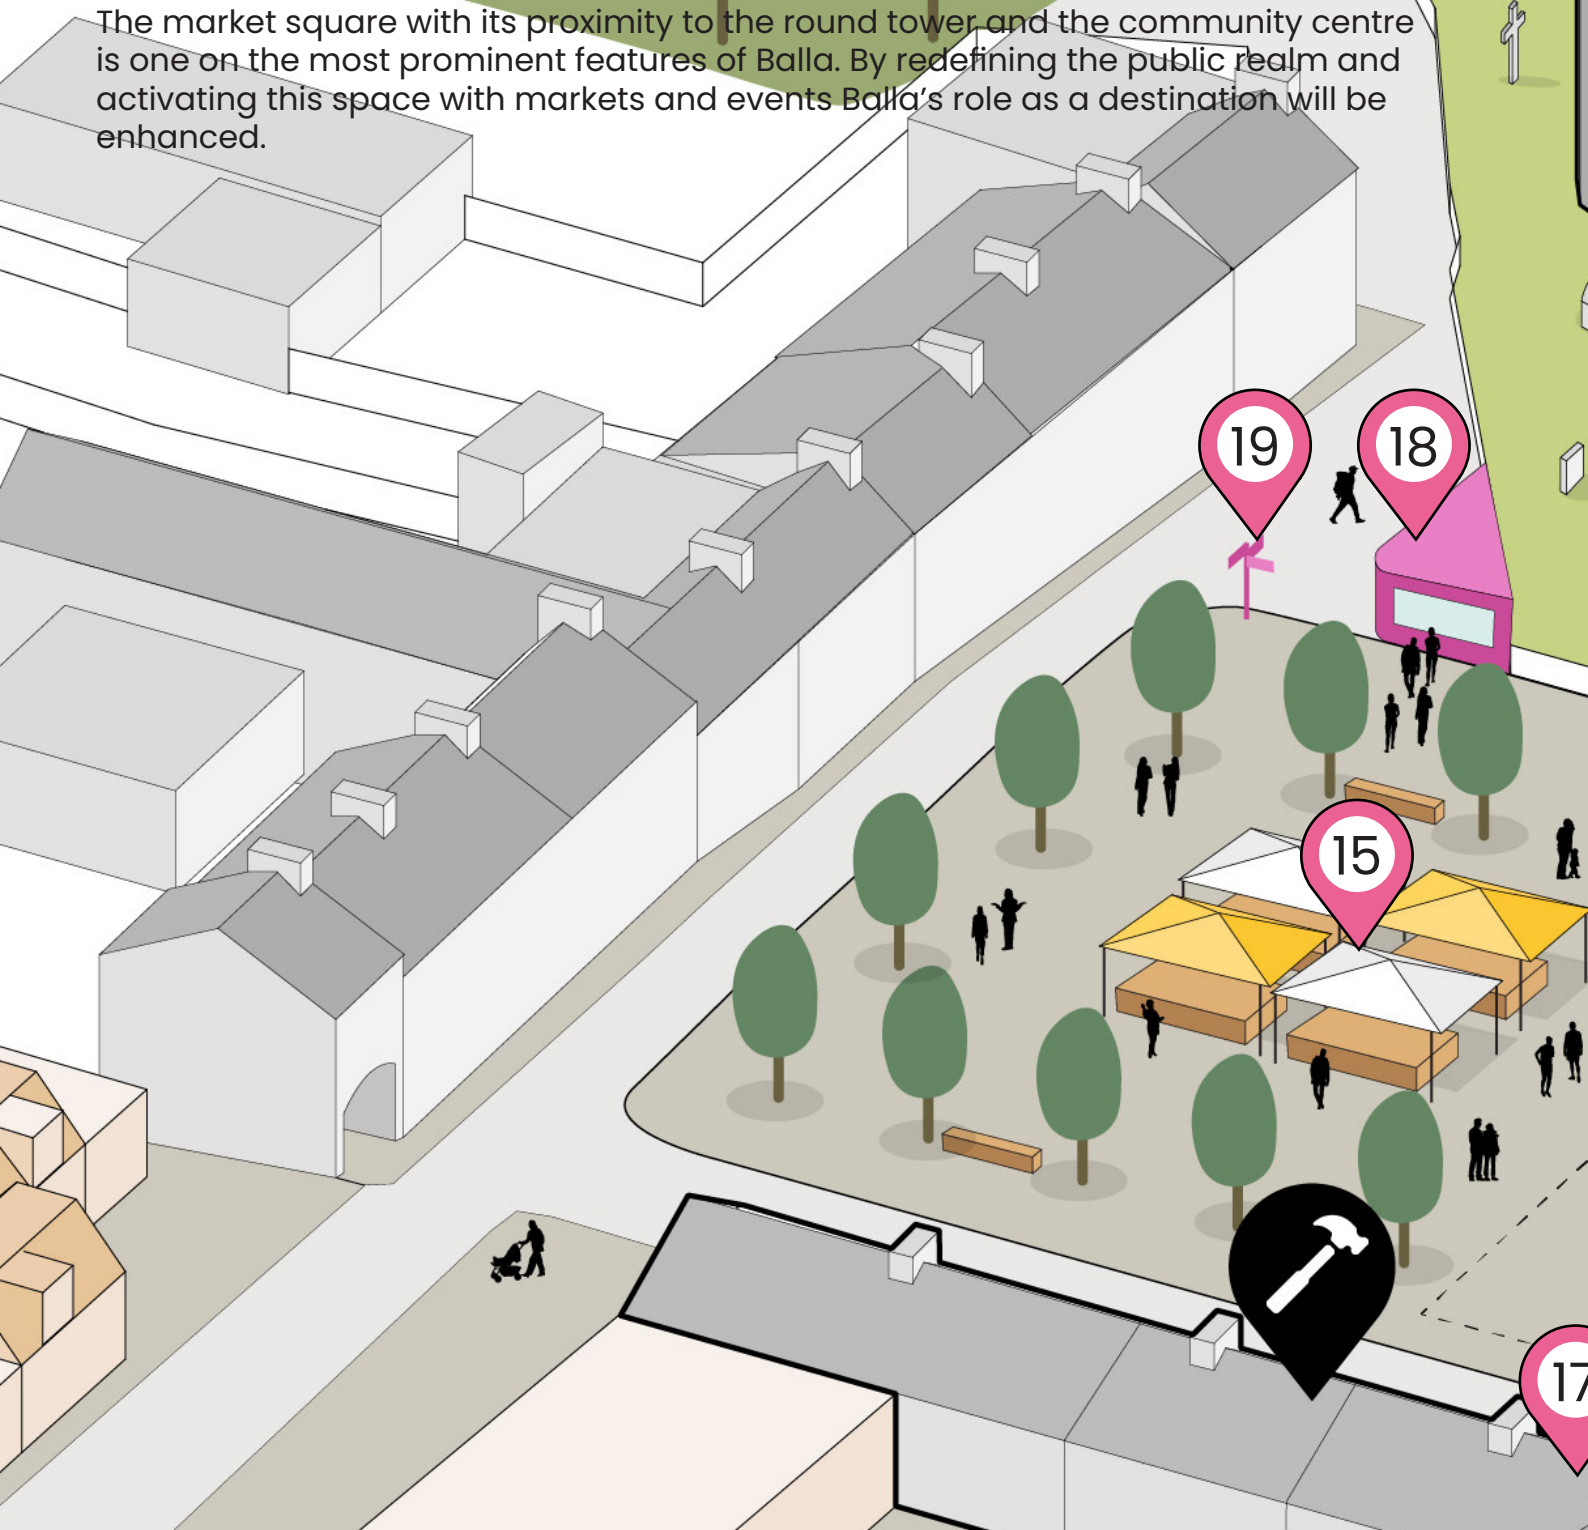 The market square with its proximity to the round tower and the community centre
is one on the most prominent features of Balla. By redefining the public realm and
activating this space with markets and events Balla’s role as a destination will be
enhanced.
19
18
15
17